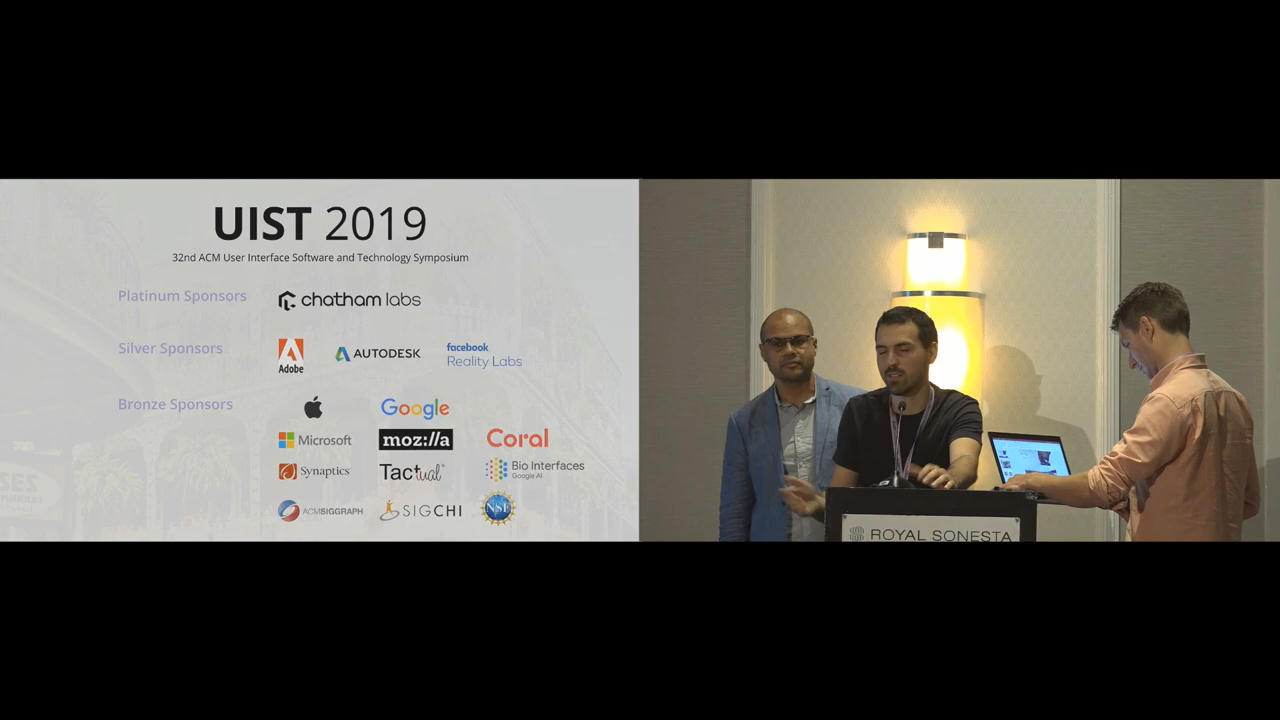 UIST 2019
32nd ACM User Interface Software and Technology Symposium
Platinum Sponsors
chatham labs
Silver Sponsors
Adobe
AUTODESK
facebook
Reality Labs
Bronze Sponsors
Google
Microsoft
moz://a
Coral
Synaptics
Tactual
Bio Interfaces
Google AI
ACMSIGGRAPH
SIGCHI
NSF
ROYAL SONESTA